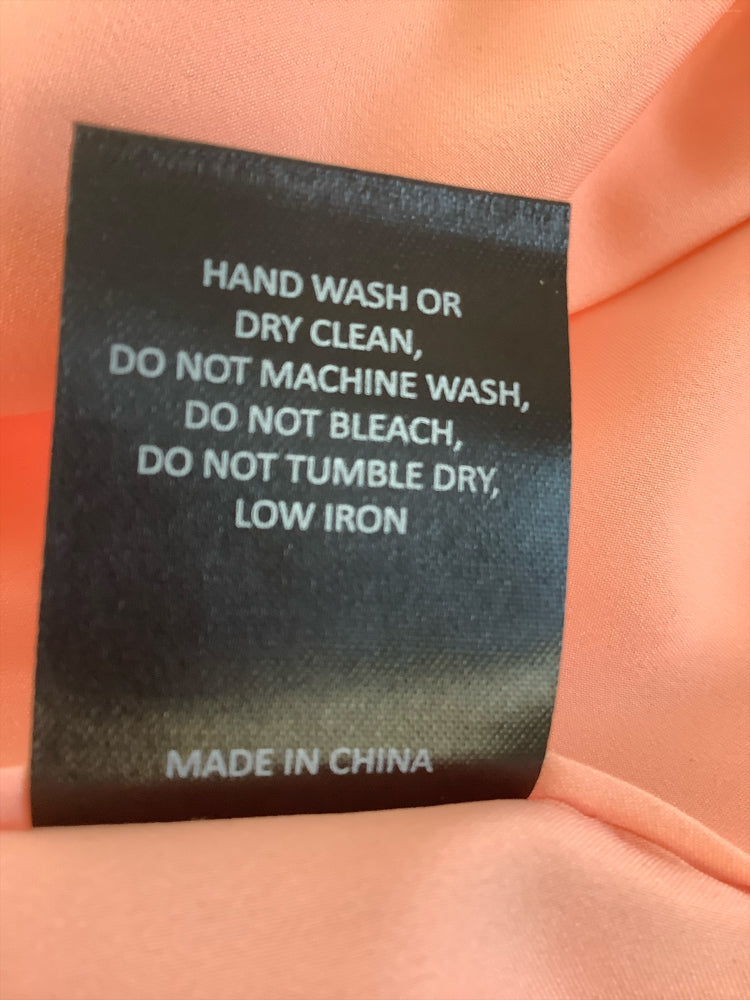 HAND WASH OR
DRY CLEAN,
DO NOT MACHINE WASH,
DO NOT BLEACH,
DO NOT TUMBLE DRY,
LOW IRON
MADE IN CHINA